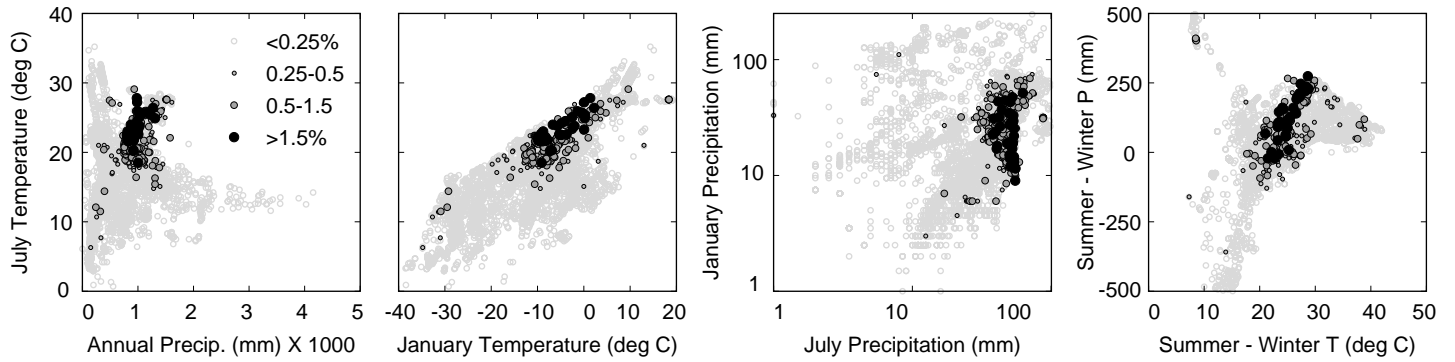 July Temperature (deg C)
40
30
20
10
0
<0.25%
0.25-0.5
0.5-1.5
>1.5%
0 1 2 3 4 5
Annual Precip. (mm) X 1000
-40 -30 -20 -10 0 10 20
January Temperature (deg C)
January Precipitation (mm)
100
10
1
1 10 100
July Precipitation (mm)
Summer - Winter P (mm)
500
250
0
-250
-500
0 10 20 30 40 50
Summer - Winter T (deg C)